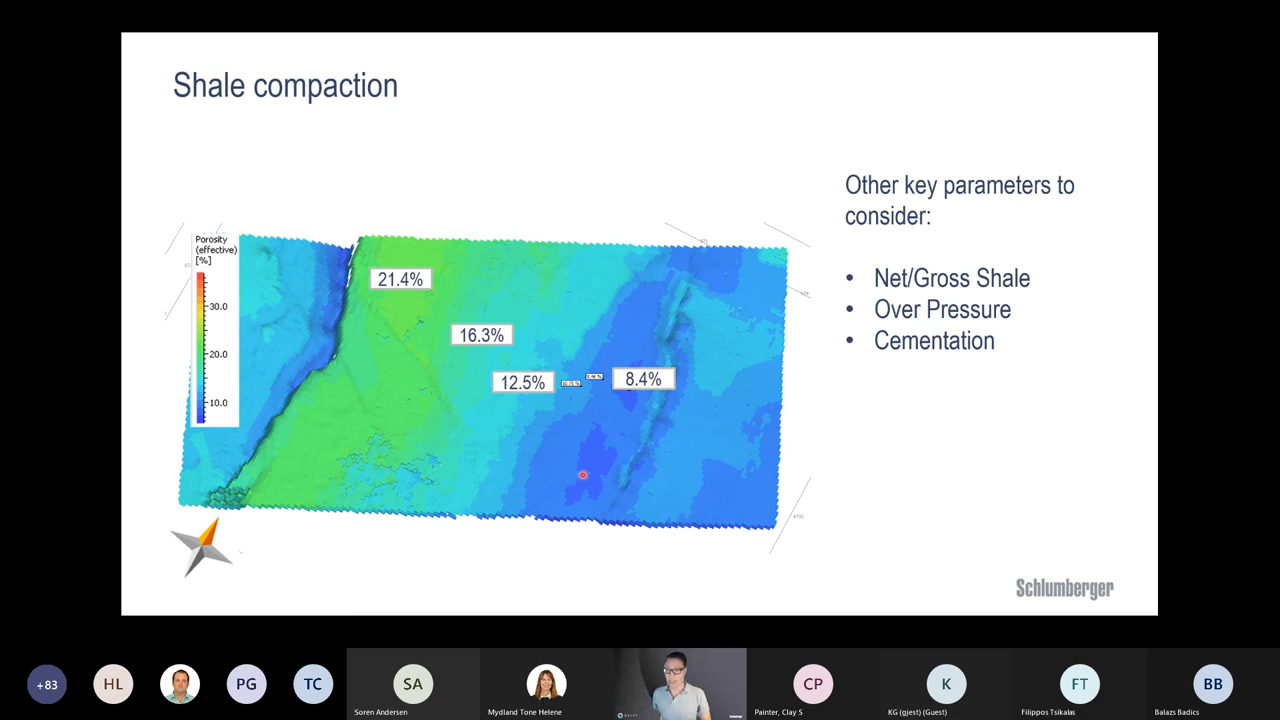 Shale compaction
Other key parameters to
consider:
• Net/Gross Shale
• Over Pressure
• Cementation
Porosity
(effective)
[%]
30.0
20.0
10.0
21.4%
16.3%
12.5%
8.4%
Schlumberger
+83
HL
PG
TC
SA
CP
K
FT
BB
Soren Andersen
Mydland Tone Helene
Painter, Clay S
KG (gjest) (Guest)
Filippos Tsikalas
Balazs Badics